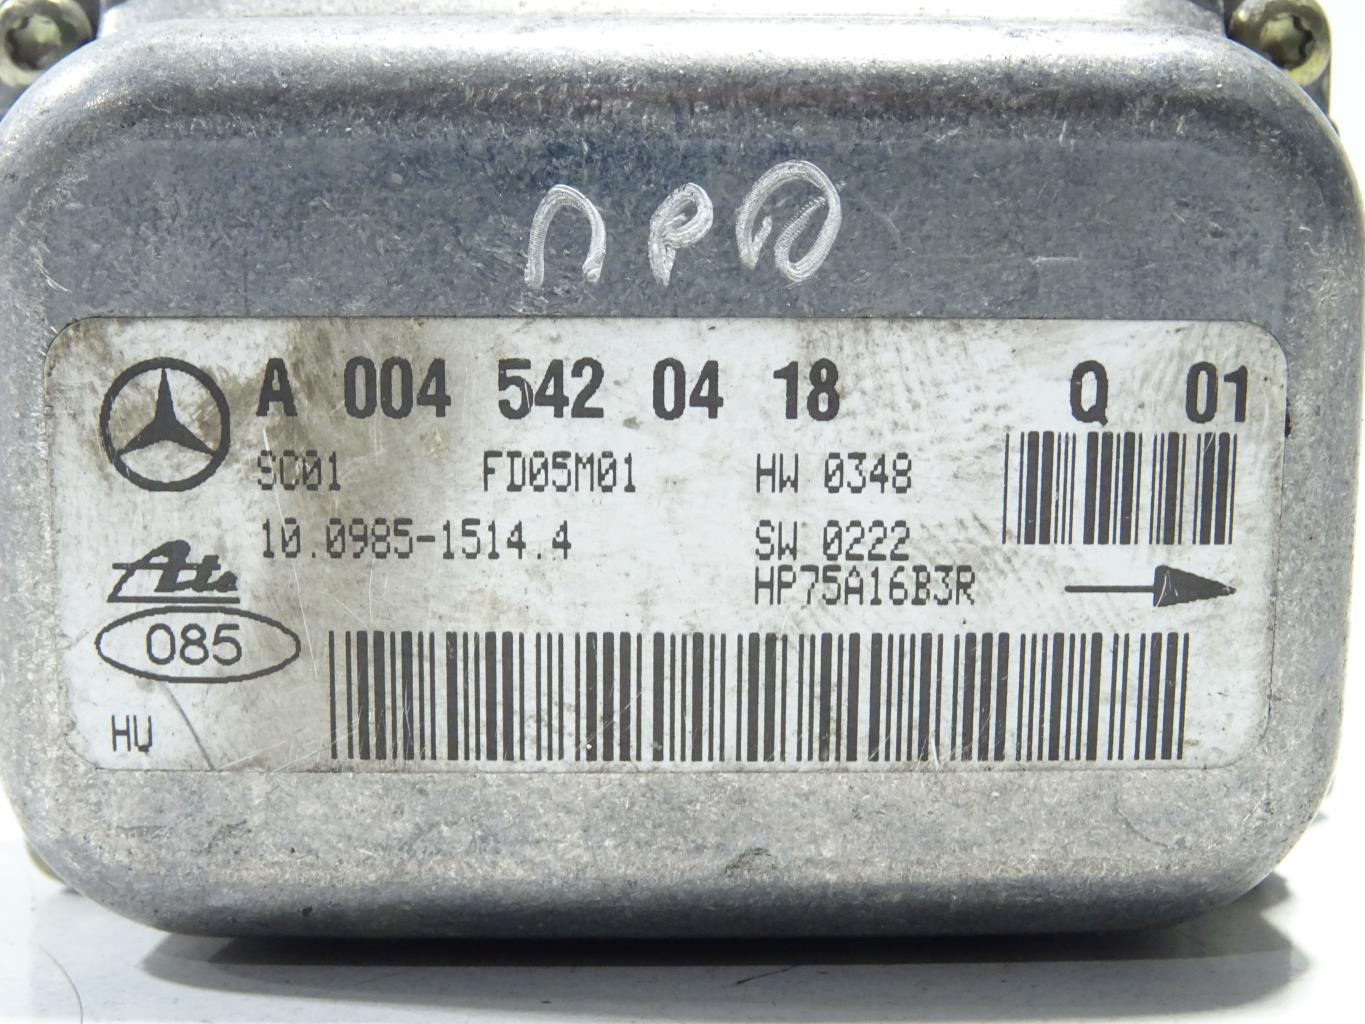 A 004 542 04 18 Q 01
SC01 FD05M01 HW 0348
10.0985-1514.4 SW 0222
HP75A16B3R
Ate
085
HU